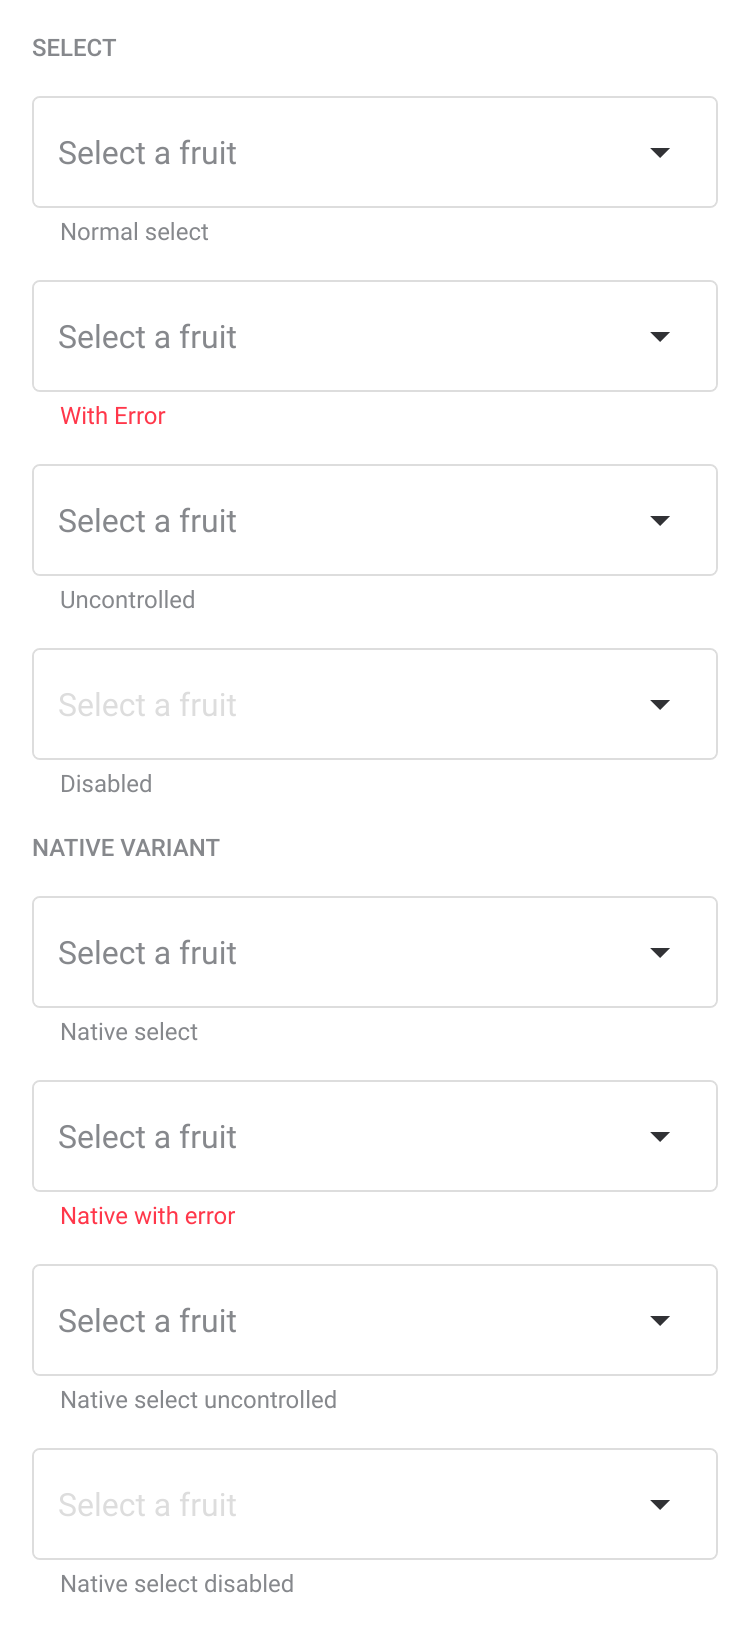 SELECT
Select a fruit
Normal select
Select a fruit
With Error
Select a fruit
Uncontrolled
Select a fruit
Disabled
NATIVE VARIANT
Select a fruit
Native select
Select a fruit
Native with error
Select a fruit
Native select uncontrolled
Select a fruit
Native select disabled